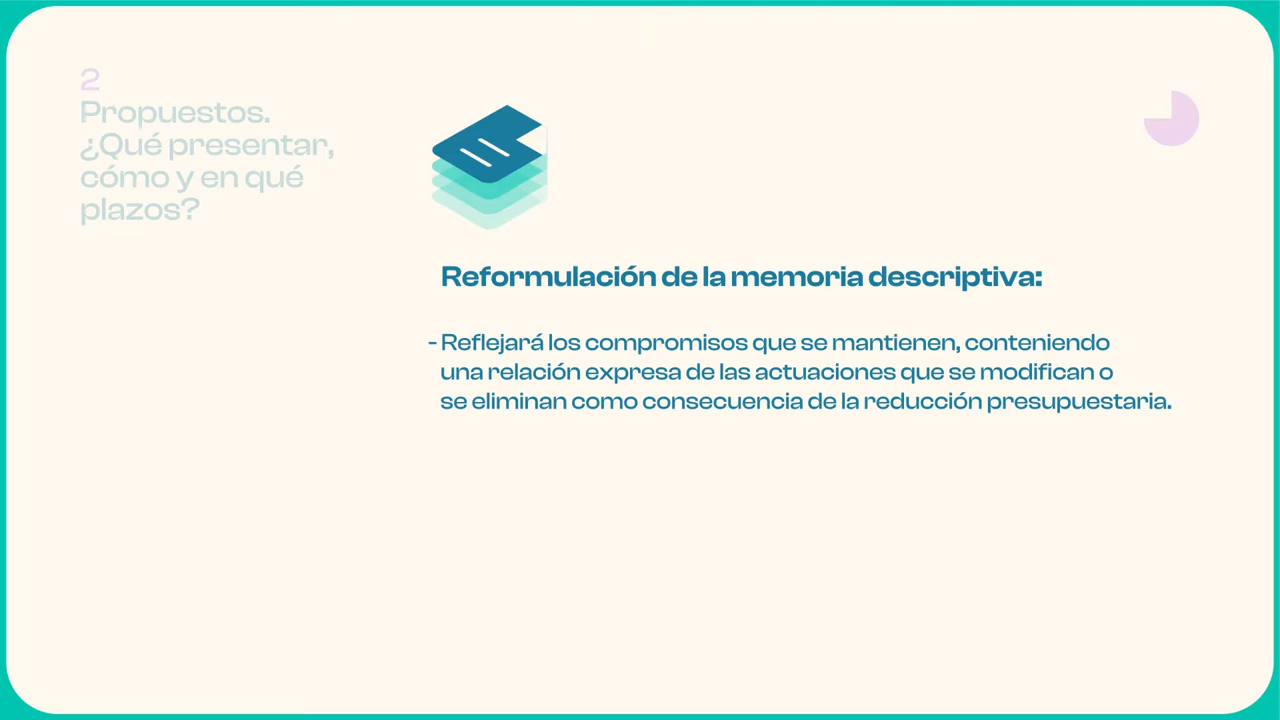 2
Propuestos.
¿Qué presentar,
cómo y en qué
plazos?
Reformulación de la memoria descriptiva:
- Reflejará los compromisos que se mantienen, conteniendo
una relación expresa de las actuaciones que se modifican o
se eliminan como consecuencia de la reducción presupuestaria.